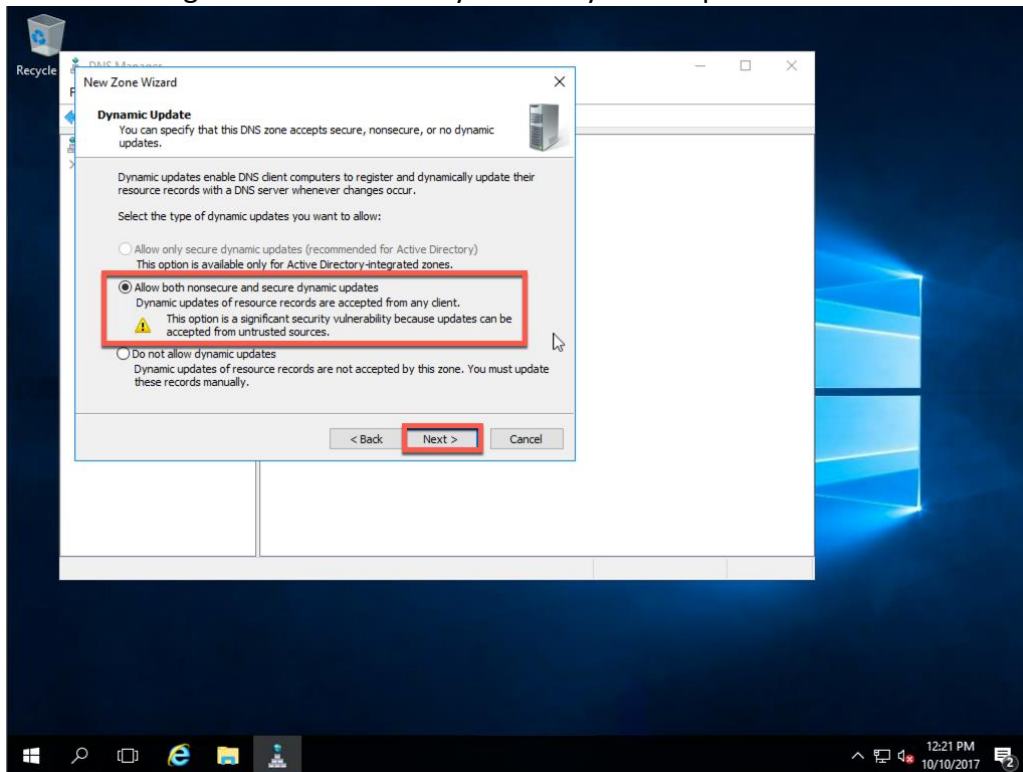 Recycle
DNS Manager
New Zone Wizard
Dynamic Update
You can specify that this DNS zone accepts secure, nonsecure, or no dynamic
updates.
Dynamic updates enable DNS client computers to register and dynamically update their
resource records with a DNS server whenever changes occur.
Select the type of dynamic updates you want to allow:
Allow only secure dynamic updates (recommended for Active Directory)
This option is available only for Active Directory-integrated zones.
Allow both nonsecure and secure dynamic updates
Dynamic updates of resource records are accepted from any client.
This option is a significant security vulnerability because updates can be
accepted from untrusted sources.
Do not allow dynamic updates
Dynamic updates of resource records are not accepted by this zone. You must update
these records manually.
< Back Next > Cancel
12:21 PM
10/10/2017
2